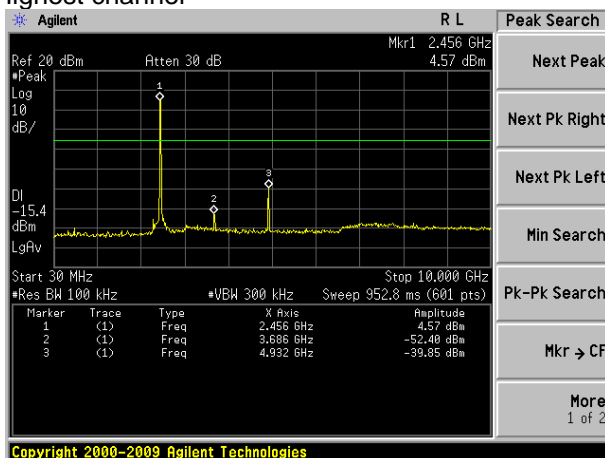 Agilent R L Peak Search
Mkr1 2.456 GHz
Ref 20 dBm Atten 30 dB 4.57 dBm
#Peak
Log
10
dB/
1
2
3
DI
-15.4
dBm
LgAv
Start 30 MHz Stop 10.000 GHz
#Res BW 100 kHz #VBW 300 kHz Sweep 952.8 ms (601 pts)
Marker Trace Type X Axis Amplitude
1 (1) Freq 2.456 GHz 4.57 dBm
2 (1) Freq 3.686 GHz -52.40 dBm
3 (1) Freq 4.932 GHz -39.85 dBm
Next Peak
Next Pk Right
Next Pk Left
Min Search
Pk-Pk Search
Mkr → CF
More
1 of 2
Copyright 2000-2009 Agilent Technologies